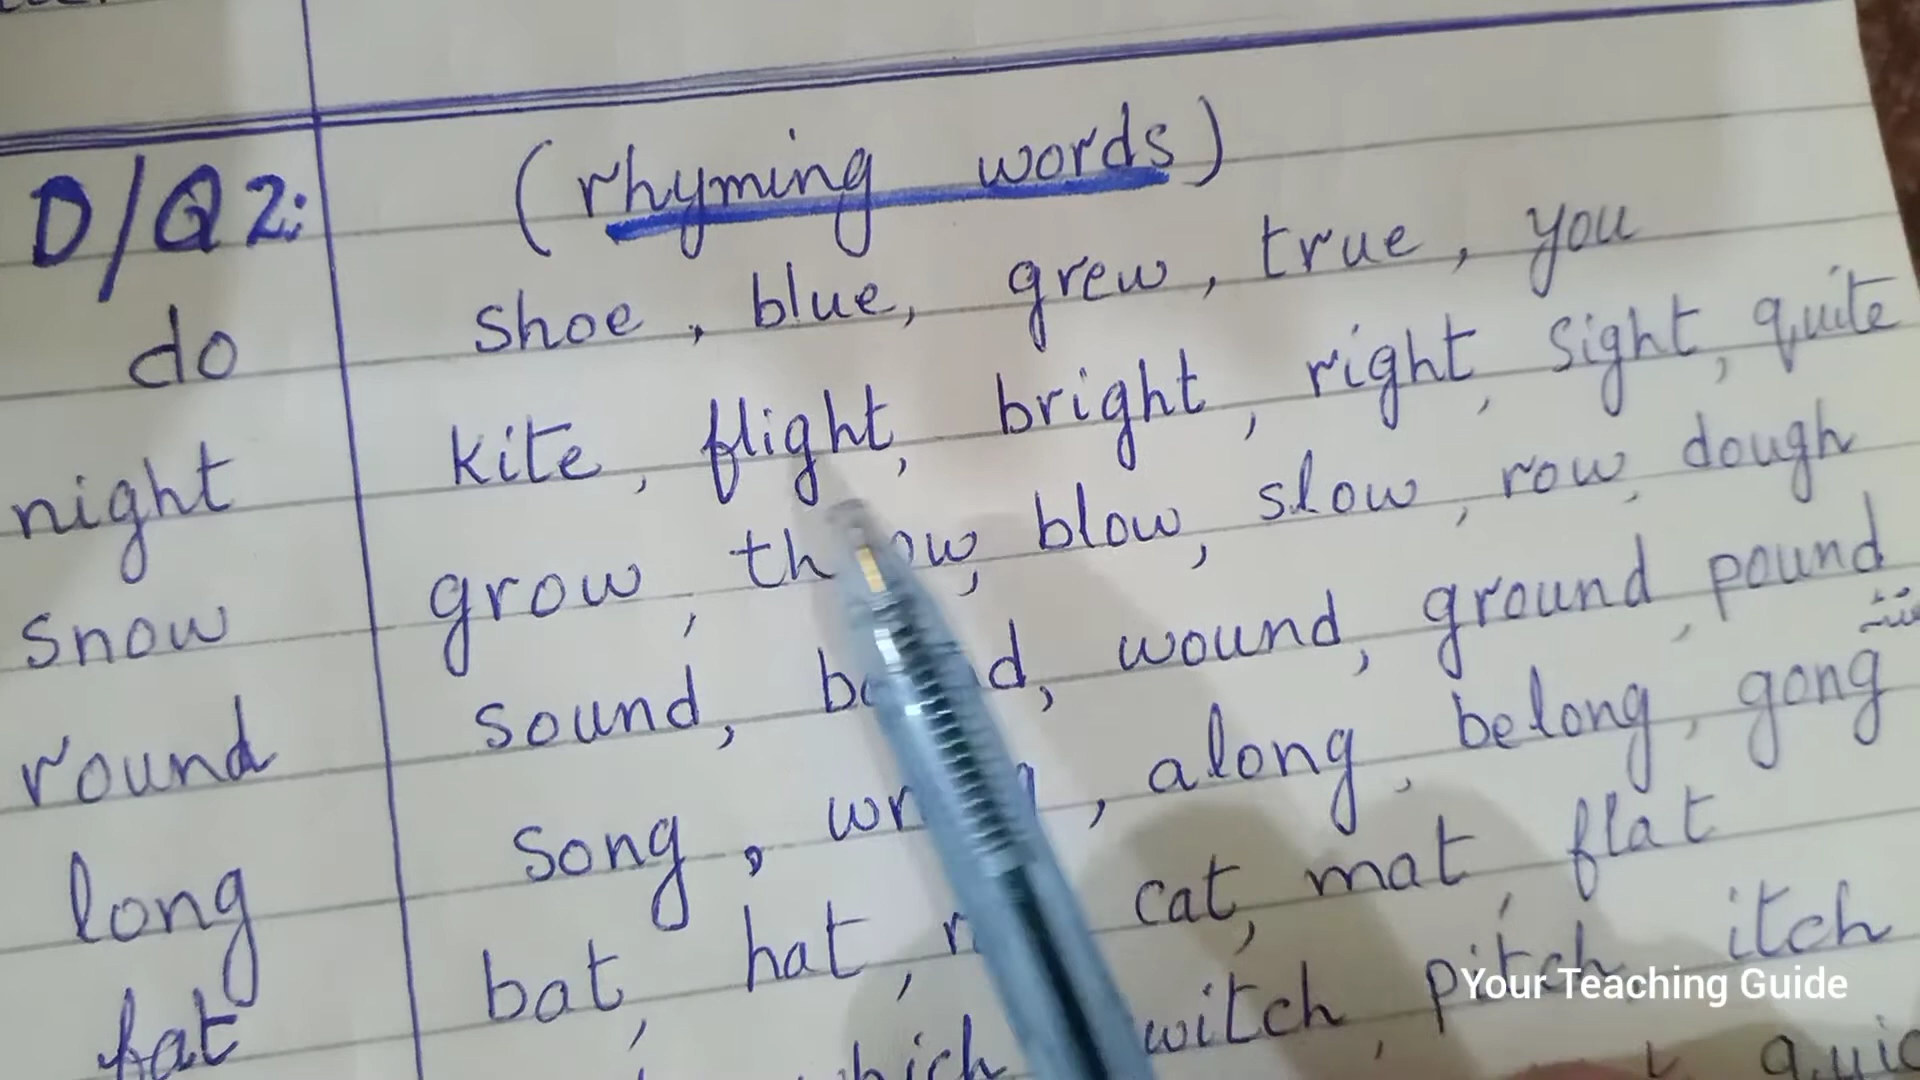 D/Q2: (rhyming words)
do shoe, blue, grew, true, you
night kite, flight, bright, right, sight, quite
snow grow, blow, slow, row, dough
round sound, wound, ground, pound
long song, along, belong, gong
fat bat, hat, cat, mat, flat
witch, pitch, itch
Your Teaching Guide